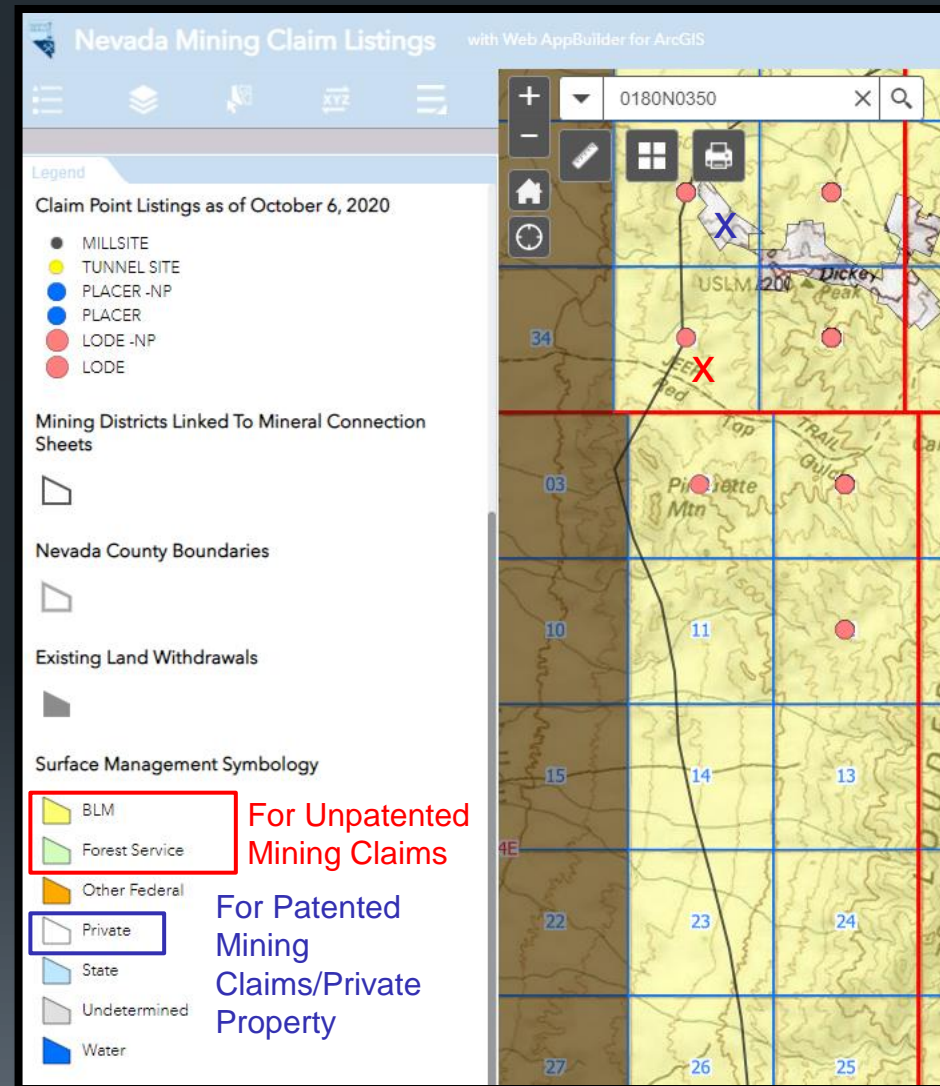 Nevada Mining Claim Listings with Web AppBuilder for ArcGIS
XYZ
Legend
Claim Point Listings as of October 6, 2020
MILLSITE
TUNNEL SITE
PLACER -NP
PLACER
LODE -NP
LODE
Mining Districts Linked To Mineral Connection
Sheets
Nevada County Boundaries
Existing Land Withdrawals
Surface Management Symbology
BLM
Forest Service
Other Federal
Private
State
Undetermined
Water
For Unpatented
Mining Claims
For Patented
Mining
Claims/Private
Property
0180N0350
X
Dickey
Peak
USLM
34
JEEP
X
Red
Top
TRAIL
Gulch
03
Mtn
7500
10
11
15
14
13
4E
22
23
24
27
26
25